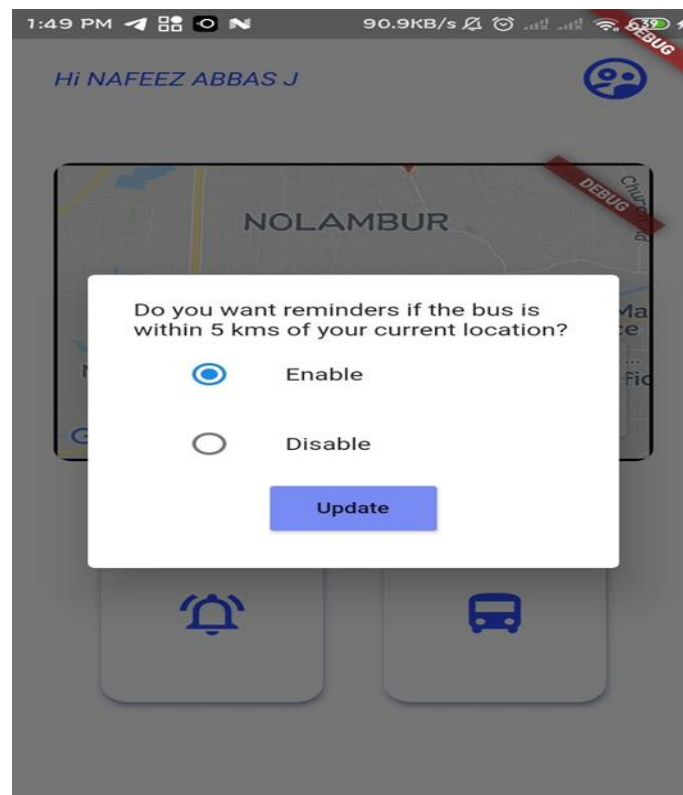 1:49 PM
90.9KB/s
DEBUG
Hi NAFEEZ ABBAS J
DEBUG
NOLAMBUR
Do you want reminders if the bus is
within 5 kms of your current location?
Enable
Disable
Update